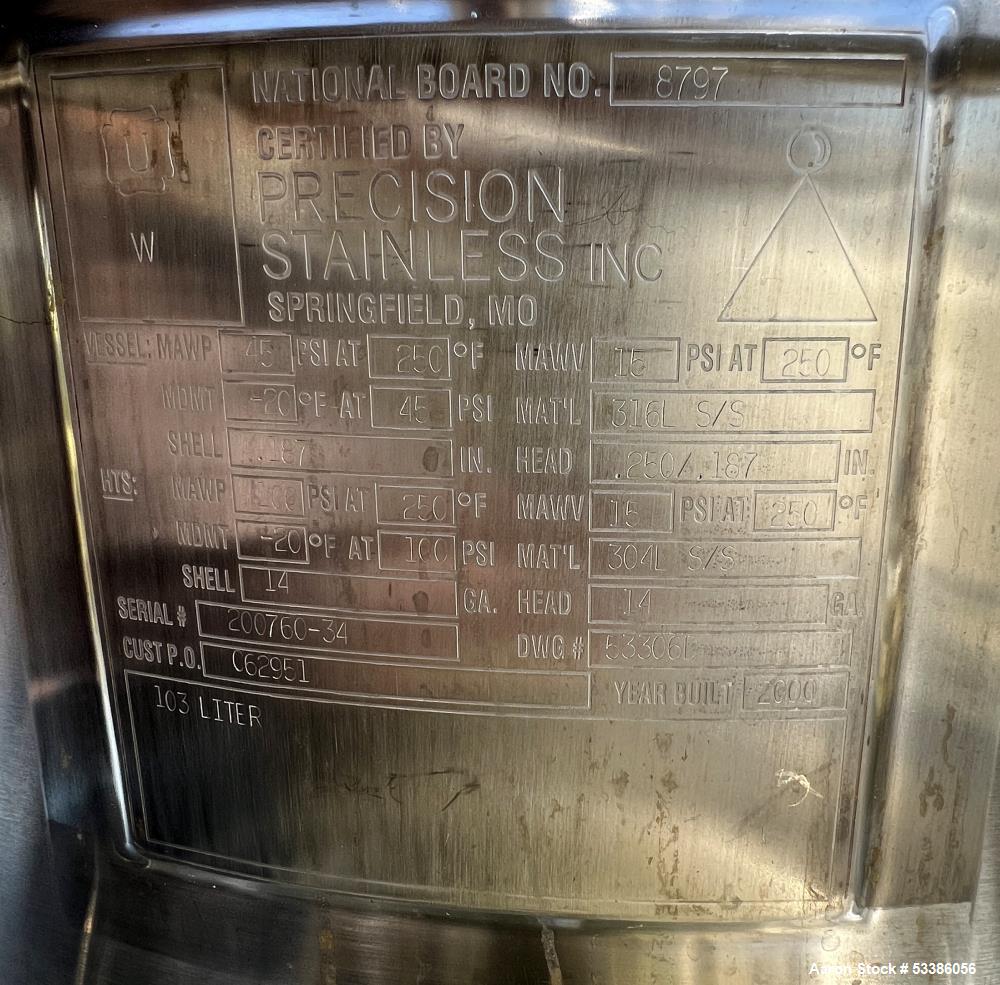 NATIONAL BOARD NO. 8797
U
CERTIFIED BY
PRECISION
W
STAINLESS INC
SPRINGFIELD, MO
VESSEL: MAWP 45 PSI AT 250 °F MAWV 15 PSI AT 250 °F
MDMT -20 °F AT 45 PSI MAT'L 316L S/S
SHELL .187 IN. HEAD .250/.187 IN.
HTS: MAWP 100 PSI AT 250 °F MAWV 15 PSI AT 250 °F
MDMT -20 °F AT 100 PSI MAT'L 304L S/S
SHELL 14 GA. HEAD 14 GA.
SERIAL # 200760-34 DWG #
CUST P.O. C62951 YEAR BUILT 2000
103 LITER
Aaron Stock # 53386056